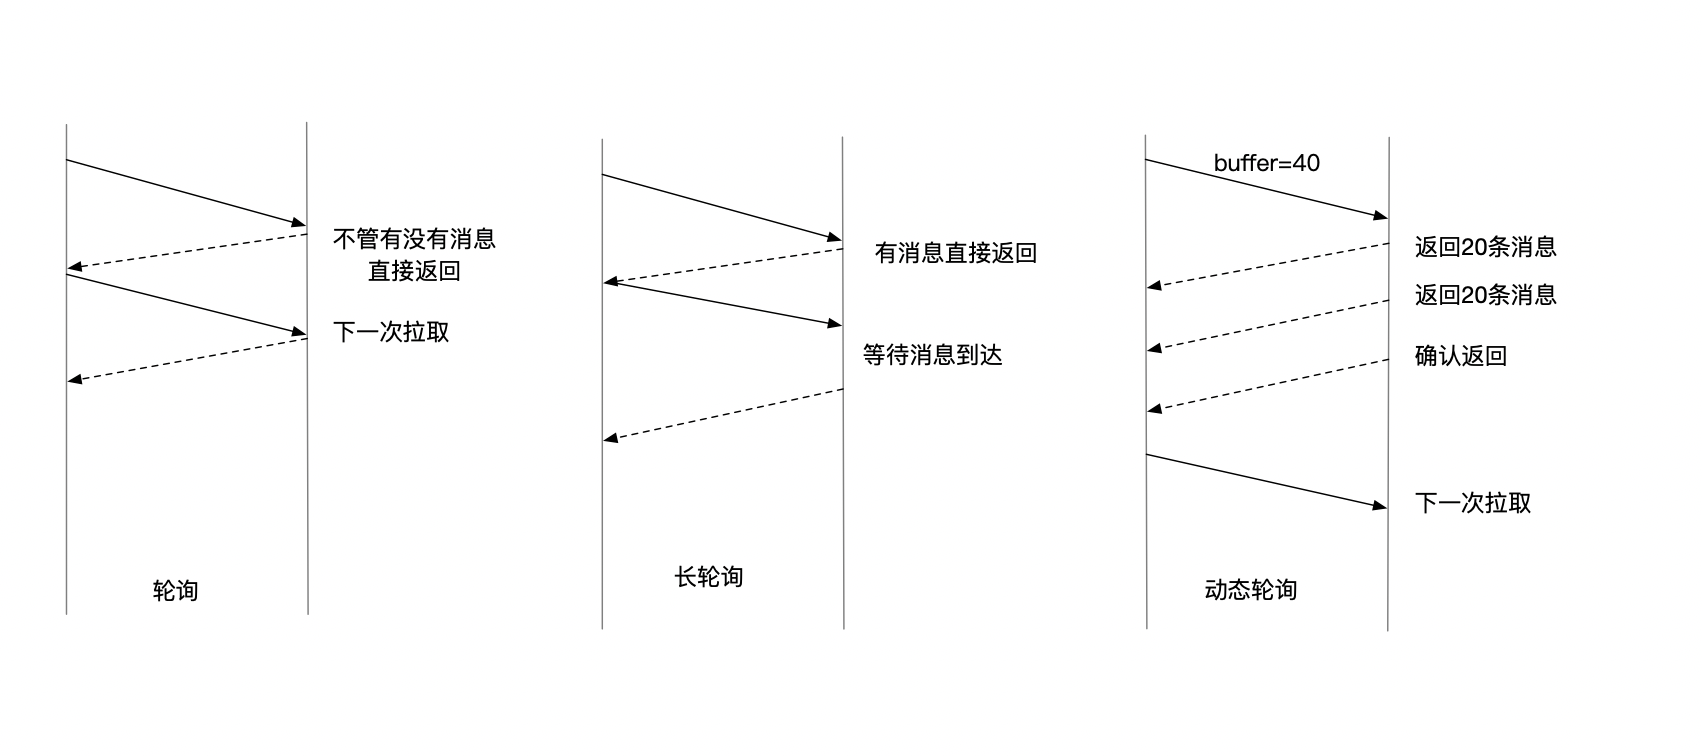 不管有没有消息
直接返回
下一次拉取
轮询
有消息直接返回
等待消息到达
长轮询
buffer=40
返回20条消息
返回20条消息
确认返回
下一次拉取
动态轮询